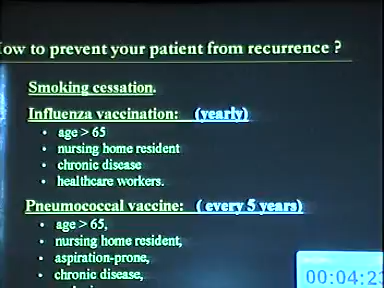 ow to prevent your patient from recurrence ?
Smoking cessation.
Influenza vaccination: (yearly)
• age > 65
• nursing home resident
• chronic disease
• healthcare workers.
Pneumococcal vaccine: ( every 5 years)
• age > 65,
• nursing home resident,
• aspiration-prone,
• chronic disease,
00:04:23